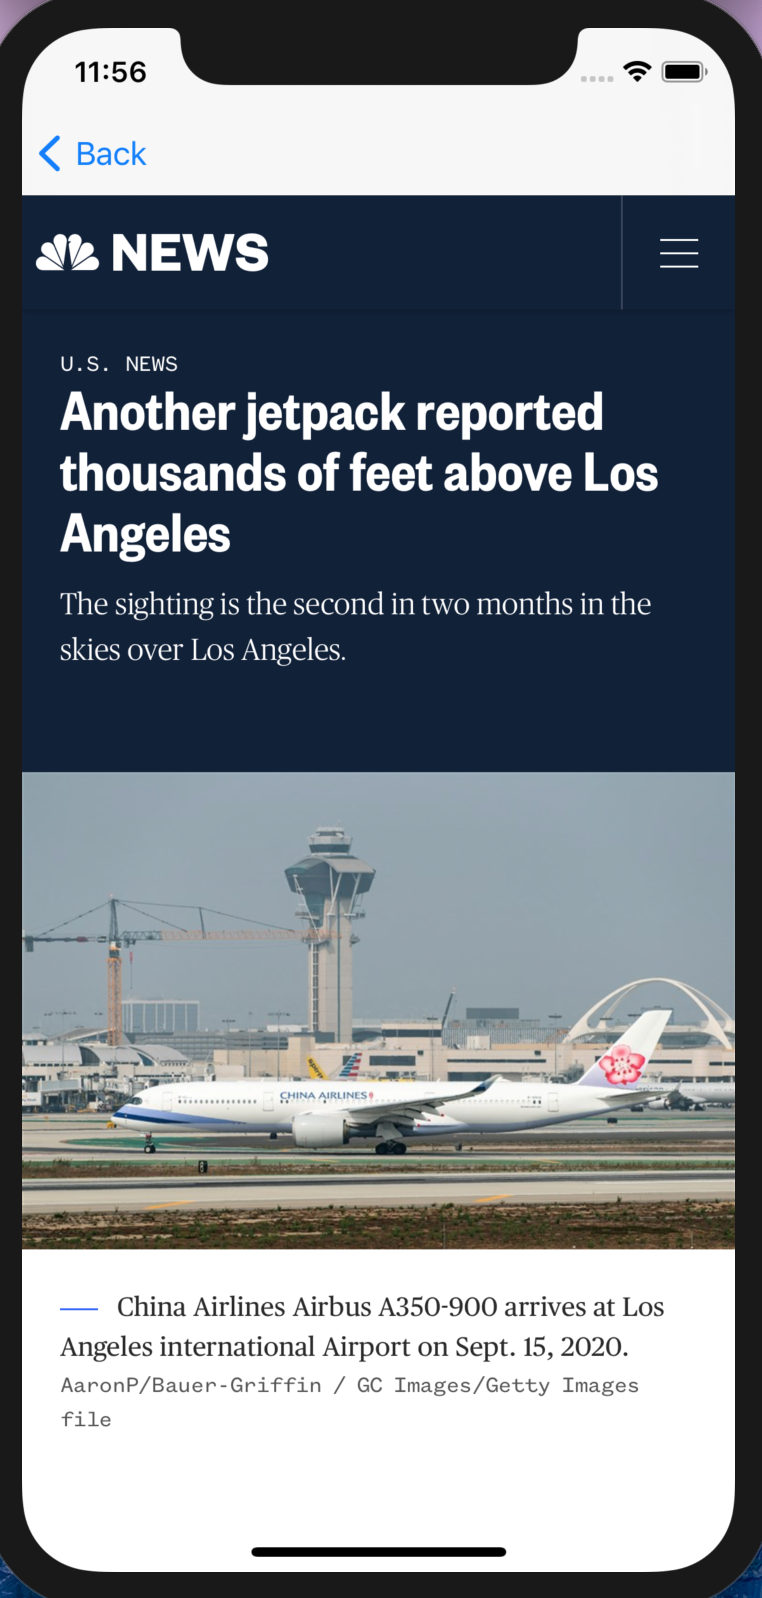 11:56
Back
NEWS
U.S. NEWS
Another jetpack reported
thousands of feet above Los
Angeles
The sighting is the second in two months in the
skies over Los Angeles.
spirit
CHINA AIRLINES
China Airlines Airbus A350-900 arrives at Los
Angeles international Airport on Sept. 15, 2020.
AaronP/Bauer-Griffin / GC Images/Getty Images
file